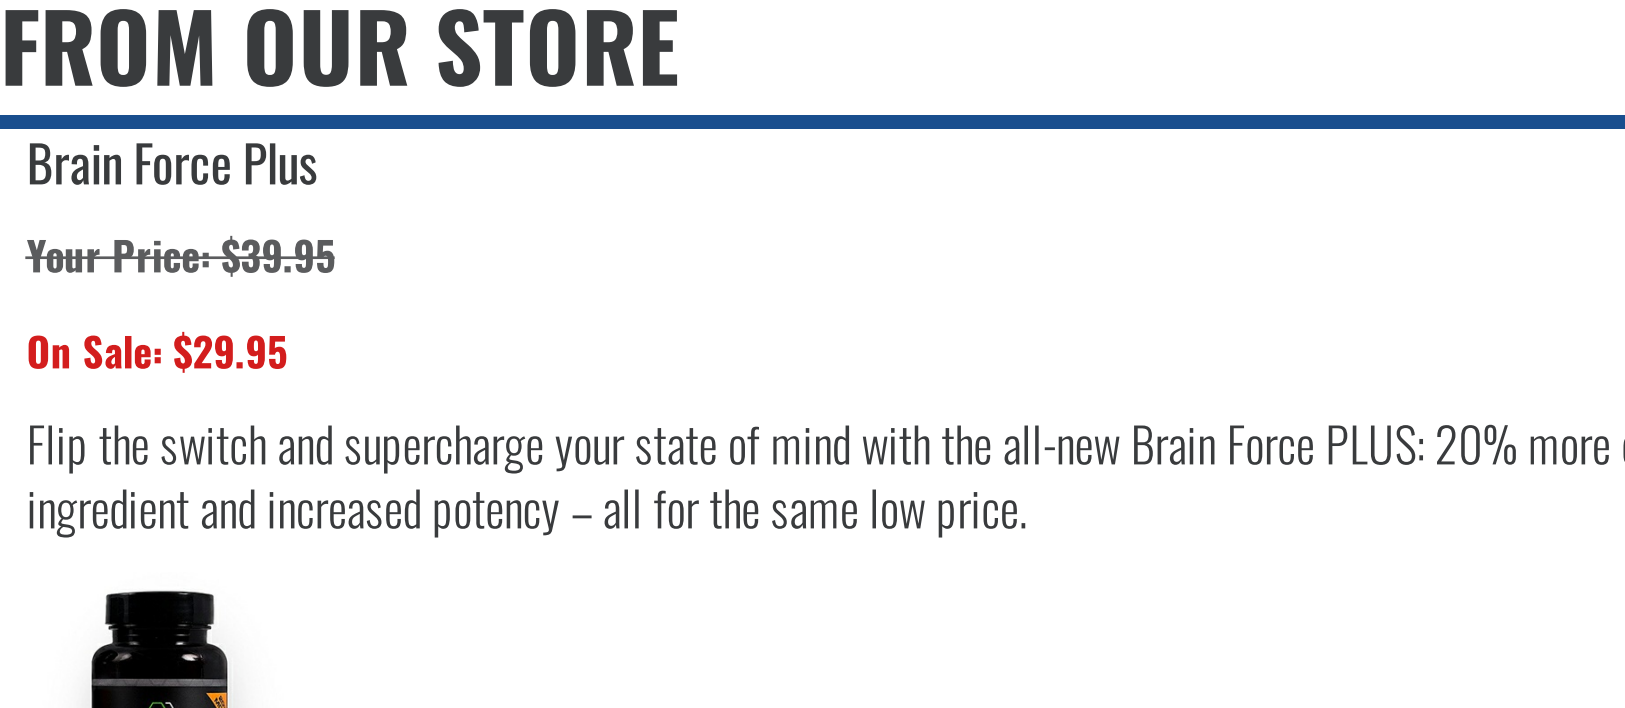 FROM OUR STORE
Brain Force Plus
Your Price: $39.95
On Sale: $29.95
Flip the switch and supercharge your state of mind with the all-new Brain Force PLUS: 20% more
ingredient and increased potency – all for the same low price.